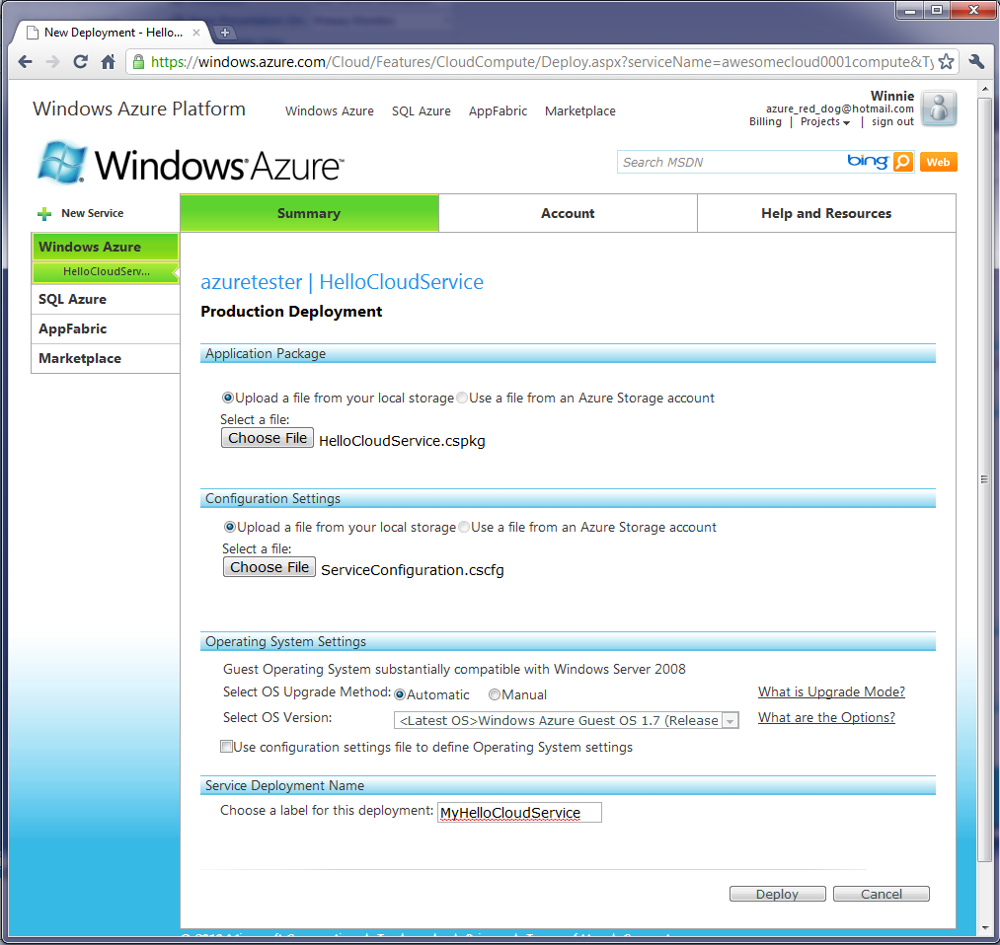 New Deployment - Hello...
https://windows.azure.com/Cloud/Features/CloudCompute/Deploy.aspx?serviceName=awesomecloud0001compute&Ty
Windows Azure Platform
Windows Azure SQL Azure AppFabric Marketplace
Winnie
azure_red_dog@hotmail.com
Billing | Projects | sign out
Windows Azure™
Search MSDN bing Web
New Service
Summary Account Help and Resources
Windows Azure
HelloCloudServ...
SQL Azure
AppFabric
Marketplace
azuretester | HelloCloudService
Production Deployment
Application Package
Upload a file from your local storage Use a file from an Azure Storage account
Select a file:
Choose File HelloCloudService.cspkg
Configuration Settings
Upload a file from your local storage Use a file from an Azure Storage account
Select a file:
Choose File ServiceConfiguration.cscfg
Operating System Settings
Guest Operating System substantially compatible with Windows Server 2008
Select OS Upgrade Method: Automatic Manual What is Upgrade Mode?
Select OS Version: <Latest OS>Windows Azure Guest OS 1.7 (Release What are the Options?
Use configuration settings file to define Operating System settings
Service Deployment Name
Choose a label for this deployment: MyHelloCloudService
Deploy Cancel